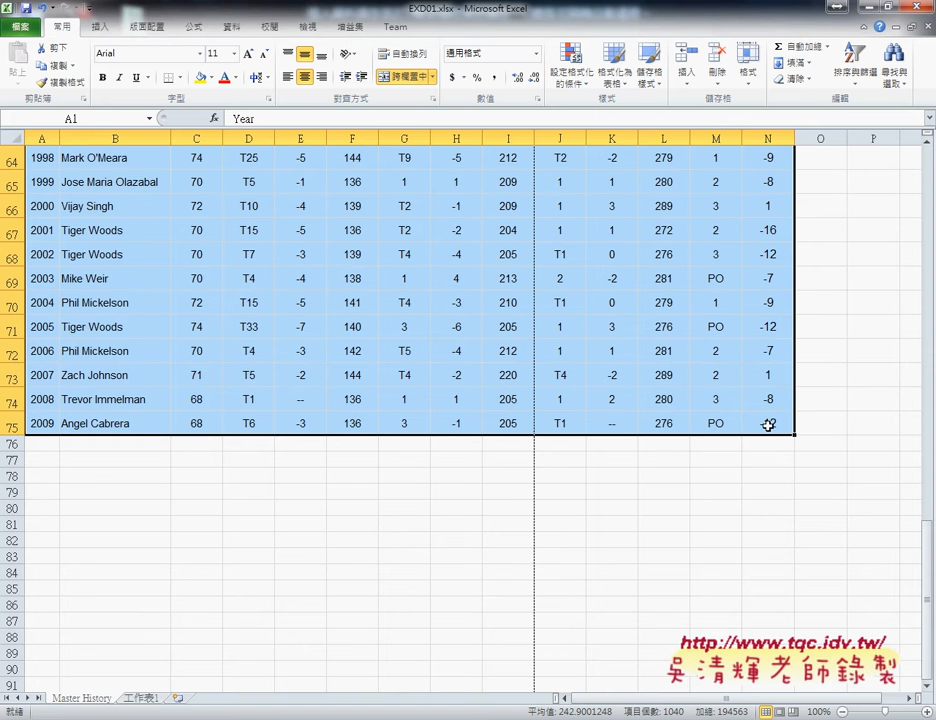 EXD01.xlsx - Microsoft Excel
檔案 常用 插入 版面配置 公式 資料 校閱 檢視 增益集 Team
貼上 剪下 複製 複製格式 剪貼簿
Arial 11 B I U 字型
自動換列 跨欄置中 對齊方式
通用格式 $ % , 數值
設定格式化的條件 格式化為表格 儲存格樣式 樣式
插入 刪除 格式 儲存格
Σ 自動加總 填滿 清除 排序與篩選 尋找與選取 編輯
A1 fx Year
A B C D E F G H I J K L M N O P
64 1998 Mark O'Meara 74 T25 -5 144 T9 -5 212 T2 -2 279 1 -9
65 1999 Jose Maria Olazabal 70 T5 -1 136 1 1 209 1 1 280 2 -8
66 2000 Vijay Singh 72 T10 -4 139 T2 -1 209 1 3 289 3 1
67 2001 Tiger Woods 70 T15 -5 136 T2 -2 204 1 1 272 2 -16
68 2002 Tiger Woods 70 T7 -3 139 T4 -4 205 T1 0 276 3 -12
69 2003 Mike Weir 70 T4 -4 138 1 4 213 2 -2 281 PO -7
70 2004 Phil Mickelson 72 T15 -5 141 T4 -3 210 T1 0 279 1 -9
71 2005 Tiger Woods 74 T33 -7 140 3 -6 205 1 3 276 PO -12
72 2006 Phil Mickelson 70 T4 -3 142 T5 -4 212 1 1 281 2 -7
73 2007 Zach Johnson 71 T5 -2 144 T4 -2 220 T4 -2 289 2 1
74 2008 Trevor Immelman 68 T1 -- 136 1 1 205 1 2 280 3 -8
75 2009 Angel Cabrera 68 T6 -3 136 3 -1 205 T1 -- 276 PO
76
77
78
79
80
81
82
83
84
85
86
87
88
89
90
91
http://www.tqc.idv.tw/
吳清輝老師錄製
Master History 工作表1
就緒 平均值: 242.9001248 項目個數: 1040 加總: 194563 100%